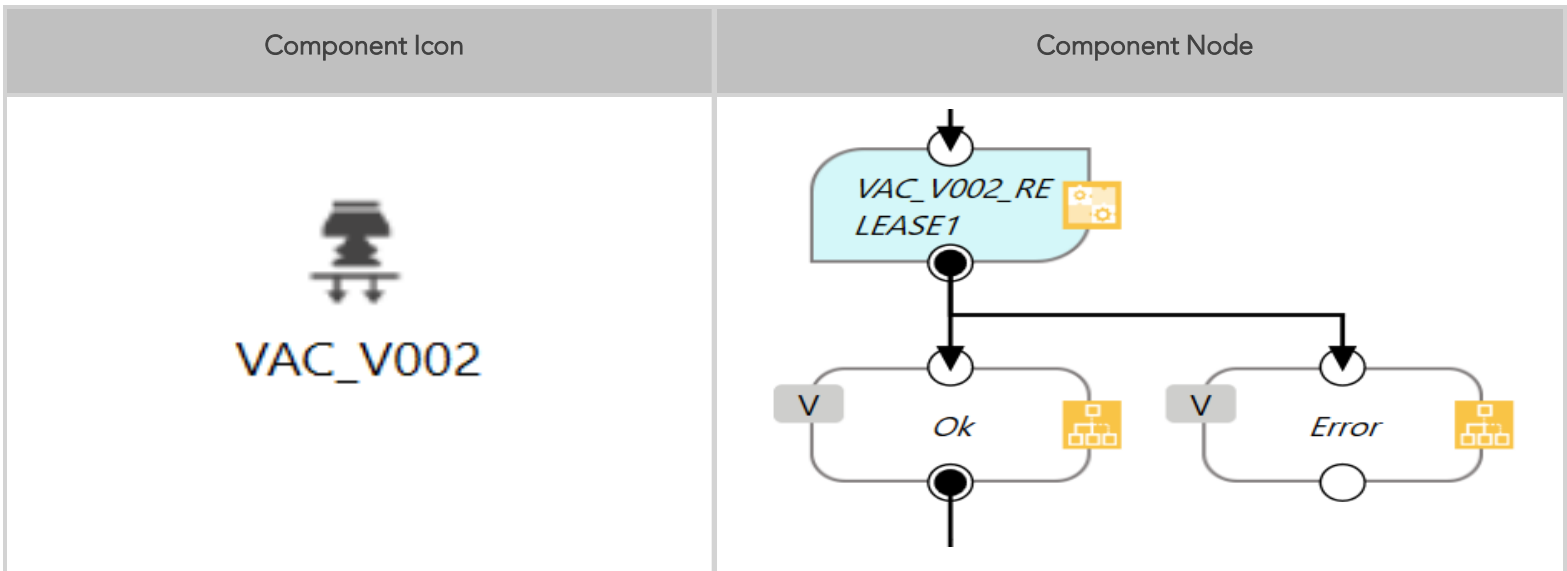 Component Icon
Component Node
VAC_V002
VAC_V002_RE
LEASE1
V
Ok
V
Error